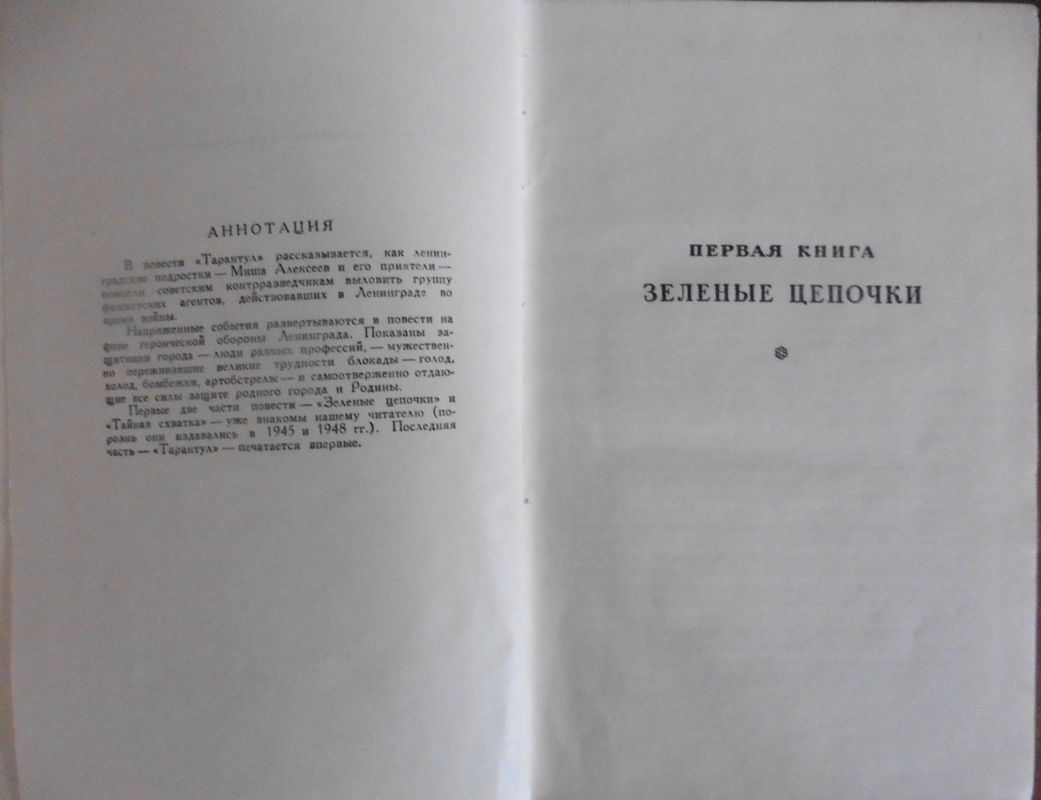 АННОТАЦИЯ
В повести «Тарантул» рассказывается, как ленин-
градские подростки — Миша Алексеев и его приятели —
помогли советским контрразведчикам выловить группу
фашистских агентов, действовавших в Ленинграде во
время войны.
Напряженные события развертываются в повести на
фоне героической обороны Ленинграда. Показаны за-
щитники города — люди разных профессий, — мужествен-
но переживавшие великие трудности блокады — голод,
холод, бомбежки, артобстрелы — и самоотверженно отдаю-
щие все силы защите родного города и Родины.
Первые две части повести — «Зеленые цепочки» и
«Тайная схватка» — уже знакомы нашему читателю (по-
рознь они издавались в 1945 и 1948 гг.). Последняя
часть — «Тарантул» — печатается впервые.
ПЕРВАЯ КНИГА
ЗЕЛЕНЫЕ ЦЕПОЧКИ